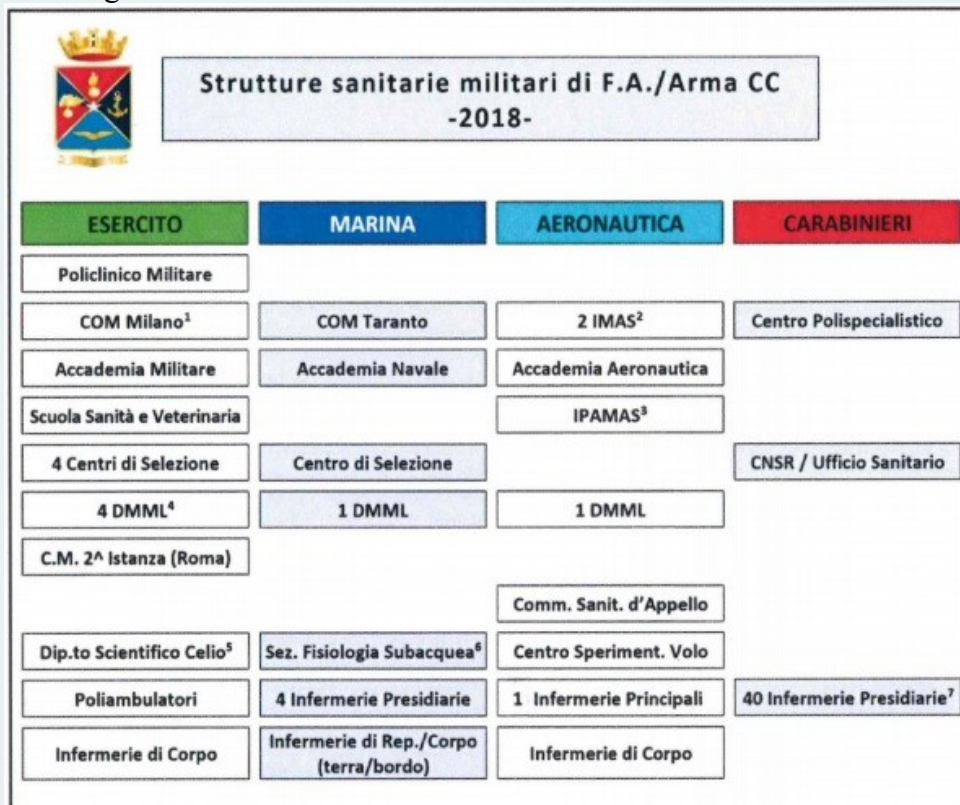 Strutture sanitarie militari di F.A./Arma CC
-2018-
ESERCITO MARINA AERONAUTICA CARABINIERI
Policlinico Militare
COM Milano¹ COM Taranto 2 IMAS² Centro Polispecialistico
Accademia Militare Accademia Navale Accademia Aeronautica
Scuola Sanità e Veterinaria IPAMAS³
4 Centri di Selezione Centro di Selezione CNSR / Ufficio Sanitario
4 DMML⁴ 1 DMML 1 DMML
C.M. 2^ Istanza (Roma)
Comm. Sanit. d'Appello
Dip.to Scientifico Celio⁵ Sez. Fisiologia Subacquea⁶ Centro Speriment. Volo
Poliambulatori 4 Infermerie Presidiarie 1 Infermerie Principali 40 Infermerie Presidiarie⁷
Infermerie di Corpo Infermerie di Rep./Corpo Infermerie di Corpo
(terra/bordo)